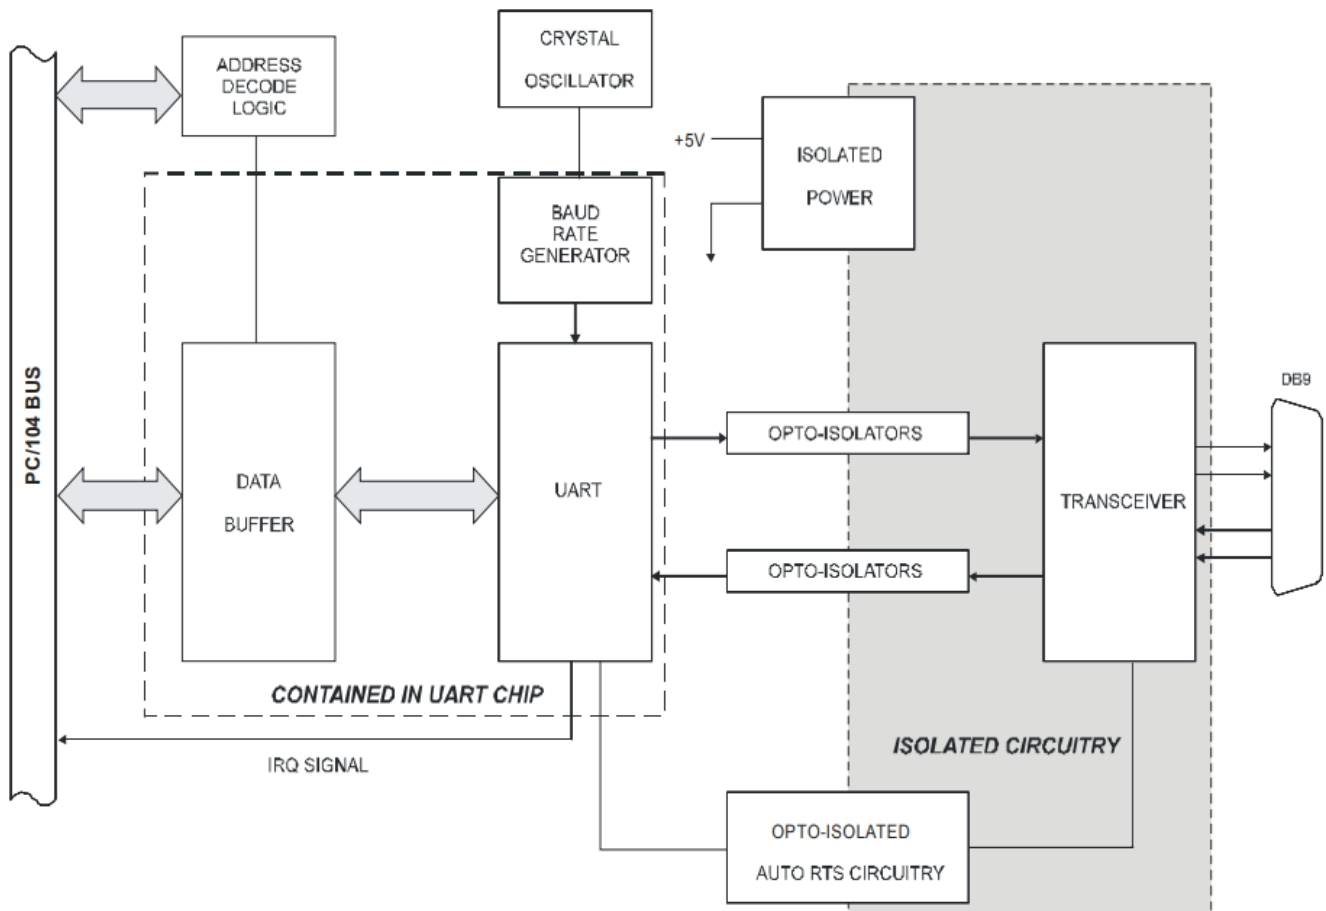 CRYSTAL
OSCILLATOR
ADDRESS
DECODE
LOGIC
+5V
ISOLATED
POWER
BAUD
RATE
GENERATOR
PC/104 BUS
DATA
BUFFER
UART
OPTO-ISOLATORS
OPTO-ISOLATORS
TRANSCEIVER
DB9
CONTAINED IN UART CHIP
IRQ SIGNAL
ISOLATED CIRCUITRY
OPTO-ISOLATED
AUTO RTS CIRCUITRY